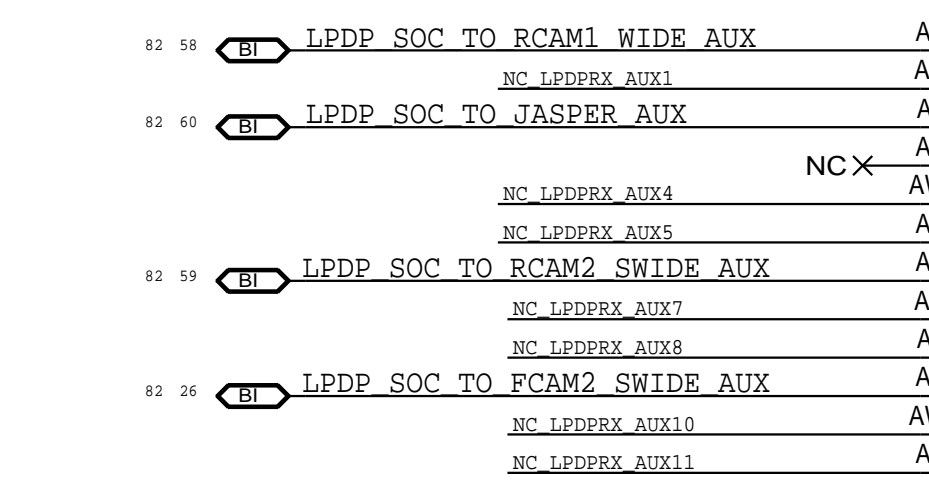 82 58 BI LPDP_SOC_TO_RCAM1_WIDE_AUX A
NC_LPDPRX_AUX1 A
82 60 BI LPDP_SOC_TO_JASPER_AUX A
NC A
NC_LPDPRX_AUX4 A
NC_LPDPRX_AUX5 A
82 59 BI LPDP_SOC_TO_RCAM2_SWIDE_AUX A
NC_LPDPRX_AUX7 A
NC_LPDPRX_AUX8 A
82 26 BI LPDP_SOC_TO_FCAM2_SWIDE_AUX A
NC_LPDPRX_AUX10 A
NC_LPDPRX_AUX11 A